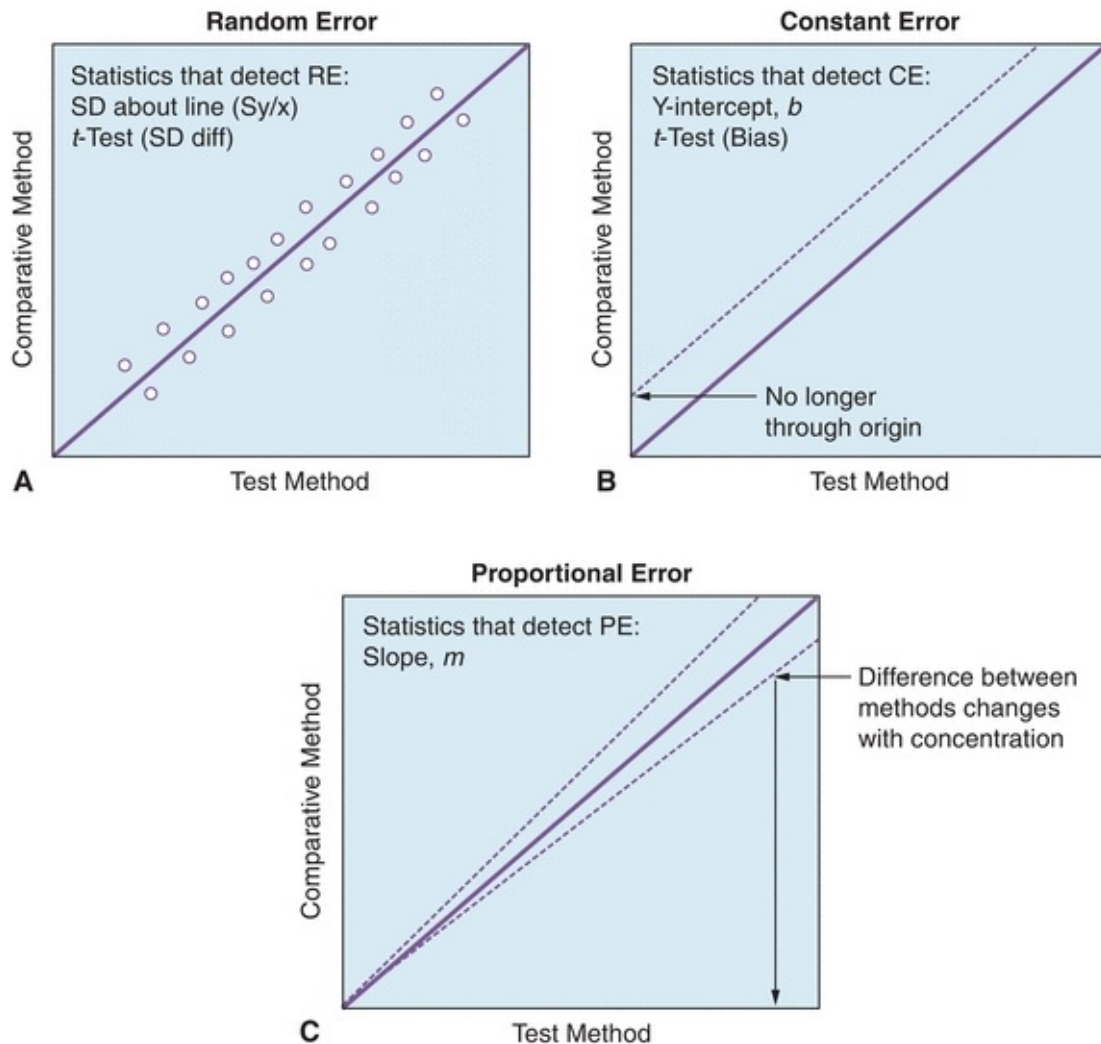 Random Error
Statistics that detect RE:
SD about line (Sy/x)
t-Test (SD diff)
Comparative Method
Test Method
A
Constant Error
Statistics that detect CE:
Y-intercept, b
t-Test (Bias)
No longer
through origin
Comparative Method
Test Method
B
Proportional Error
Statistics that detect PE:
Slope, m
Difference between
methods changes
with concentration
Comparative Method
Test Method
C